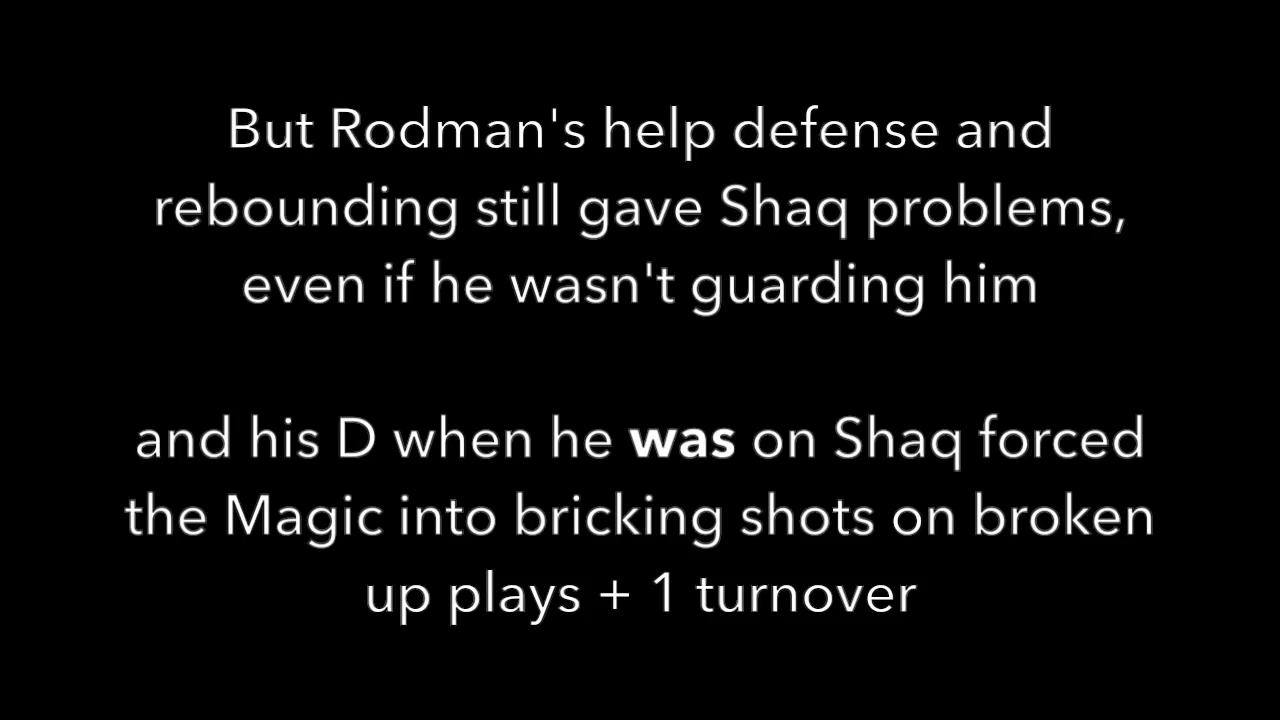 But Rodman's help defense and
rebounding still gave Shaq problems,
even if he wasn't guarding him
and his D when he was on Shaq forced
the Magic into bricking shots on broken
up plays + 1 turnover